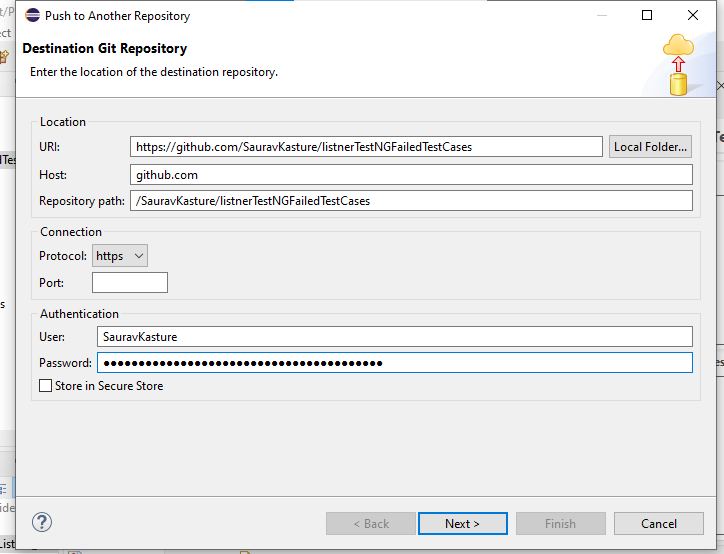 Push to Another Repository
Destination Git Repository
Enter the location of the destination repository.
Location
URI: https://github.com/SauravKasture/listnerTestNGFailedTestCases Local Folder...
Host: github.com
Repository path: /SauravKasture/listnerTestNGFailedTestCases
Connection
Protocol: https
Port:
Authentication
User: SauravKasture
Password: ●●●●●●●●●●●●●●●●●●●●●●●●●●●●●●●●●●●●●●●●
Store in Secure Store
? < Back Next > Finish Cancel